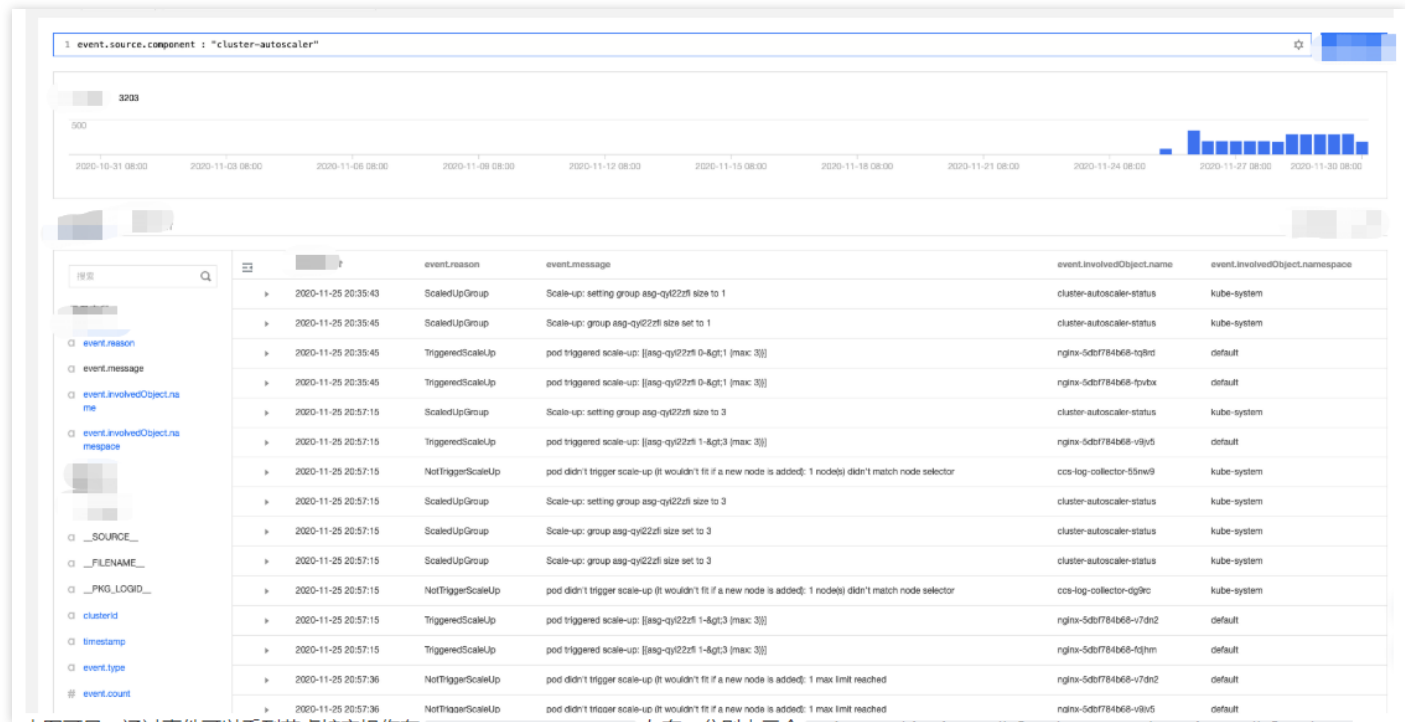 1 event.source.component : "cluster-autoscaler"
3203
500
2020-10-31 08:00 2020-11-03 08:00 2020-11-06 08:00 2020-11-09 08:00 2020-11-12 08:00 2020-11-15 08:00 2020-11-18 08:00 2020-11-21 08:00 2020-11-24 08:00 2020-11-27 08:00 2020-11-30 08:00
搜索
event.reason
event.message
event.involvedObject.na
me
event.involvedObject.na
mespace
__SOURCE__
__FILENAME__
__PKG_LOGID__
clusterId
timestamp
event.type
# event.count
event.reason event.message event.involvedObject.name event.involvedObject.namespace
2020-11-25 20:35:43 ScaledUpGroup Scale-up: setting group asg-qyl22zfi size to 1 cluster-autoscaler-status kube-system
2020-11-25 20:35:45 ScaledUpGroup Scale-up: group asg-qyl22zfi size set to 1 cluster-autoscaler-status kube-system
2020-11-25 20:35:45 TriggeredScaleUp pod triggered scale-up: [{asg-qyl22zfi 0-&gt;1 (max: 3)}] nginx-5dbf784b68-tq8rd default
2020-11-25 20:35:45 TriggeredScaleUp pod triggered scale-up: [{asg-qyl22zfi 0-&gt;1 (max: 3)}] nginx-5dbf784b68-fpvbx default
2020-11-25 20:57:15 ScaledUpGroup Scale-up: setting group asg-qyl22zfi size to 3 cluster-autoscaler-status kube-system
2020-11-25 20:57:15 TriggeredScaleUp pod triggered scale-up: [{asg-qyl22zfi 1-&gt;3 (max: 3)}] nginx-5dbf784b68-v9jv5 default
2020-11-25 20:57:15 NotTriggerScaleUp pod didn't trigger scale-up (it wouldn't fit if a new node is added): 1 node(s) didn't match node selector ccs-log-collector-55nw9 kube-system
2020-11-25 20:57:15 ScaledUpGroup Scale-up: setting group asg-qyl22zfi size to 3 cluster-autoscaler-status kube-system
2020-11-25 20:57:15 ScaledUpGroup Scale-up: group asg-qyl22zfi size set to 3 cluster-autoscaler-status kube-system
2020-11-25 20:57:15 ScaledUpGroup Scale-up: group asg-qyl22zfi size set to 3 cluster-autoscaler-status kube-system
2020-11-25 20:57:15 NotTriggerScaleUp pod didn't trigger scale-up (it wouldn't fit if a new node is added): 1 node(s) didn't match node selector ccs-log-collector-dg9rc kube-system
2020-11-25 20:57:15 TriggeredScaleUp pod triggered scale-up: [{asg-qyl22zfi 1-&gt;3 (max: 3)}] nginx-5dbf784b68-v7dn2 default
2020-11-25 20:57:15 TriggeredScaleUp pod triggered scale-up: [{asg-qyl22zfi 1-&gt;3 (max: 3)}] nginx-5dbf784b68-fdjhm default
2020-11-25 20:57:36 NotTriggerScaleUp pod didn't trigger scale-up (it wouldn't fit if a new node is added): 1 max limit reached nginx-5dbf784b68-v7dn2 default
2020-11-25 20:57:36 NotTriggerScaleUp pod didn't trigger scale-up (it wouldn't fit if a new node is added): 1 max limit reached nginx-5dbf784b68-v9jv5 default